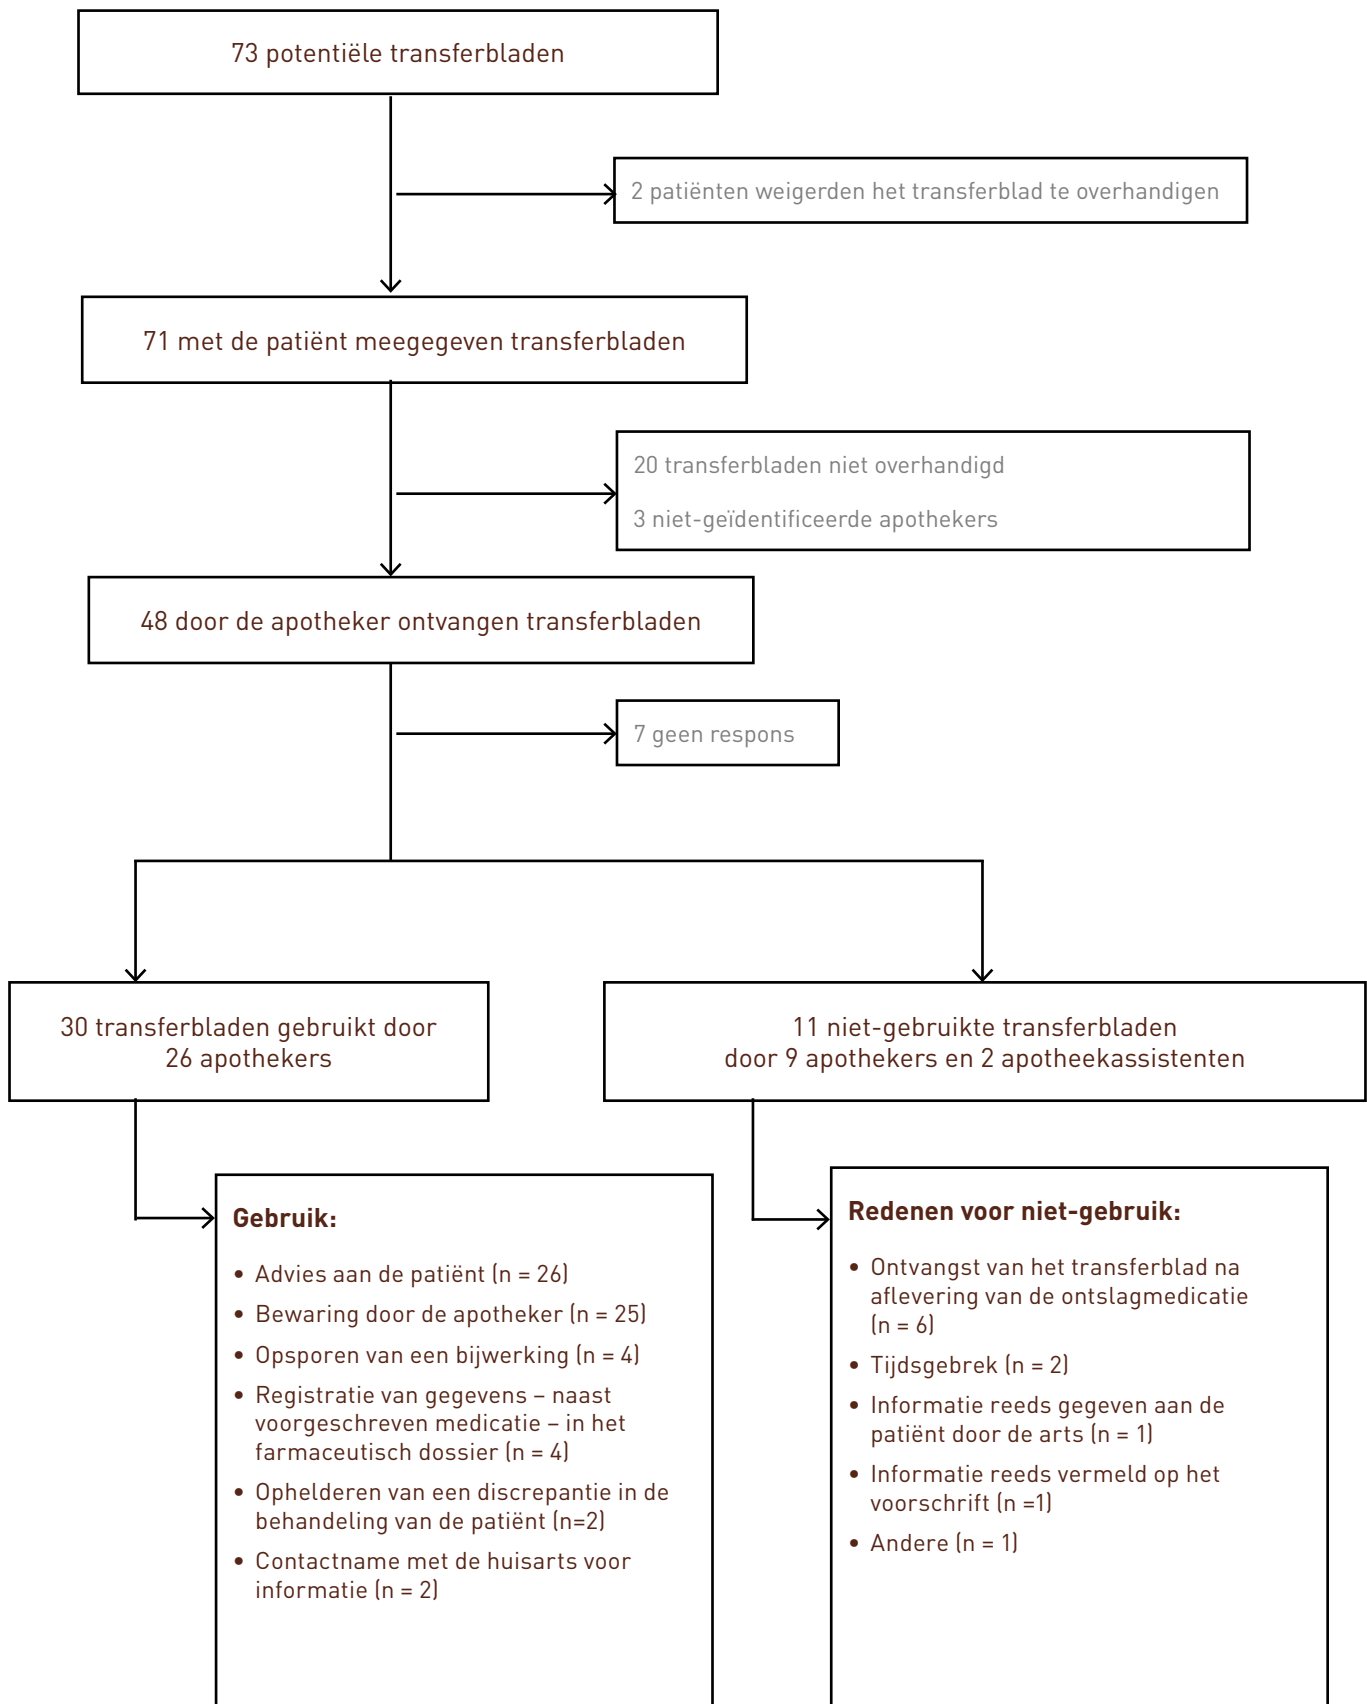 73 potentiële transferbladen
2 patiënten weigerden het transferblad te overhandigen
71 met de patiënt meegegeven transferbladen
20 transferbladen niet overhandigd
3 niet-geïdentificeerde apothekers
48 door de apotheker ontvangen transferbladen
7 geen respons
30 transferbladen gebruikt door
26 apothekers
11 niet-gebruikte transferbladen
door 9 apothekers en 2 apotheekassistenten
Gebruik:
• Advies aan de patiënt (n = 26)
• Bewaring door de apotheker (n = 25)
• Opsporen van een bijwerking (n = 4)
• Registratie van gegevens – naast
voorgeschreven medicatie – in het
farmaceutisch dossier (n = 4)
• Ophelderen van een discrepantie in de
behandeling van de patiënt (n=2)
• Contactname met de huisarts voor
informatie (n = 2)
Redenen voor niet-gebruik:
• Ontvangst van het transferblad na
aflevering van de ontslagmedicatie
(n = 6)
• Tijdsgebrek (n = 2)
• Informatie reeds gegeven aan de
patiënt door de arts (n = 1)
• Informatie reeds vermeld op het
voorschrift (n =1)
• Andere (n = 1)